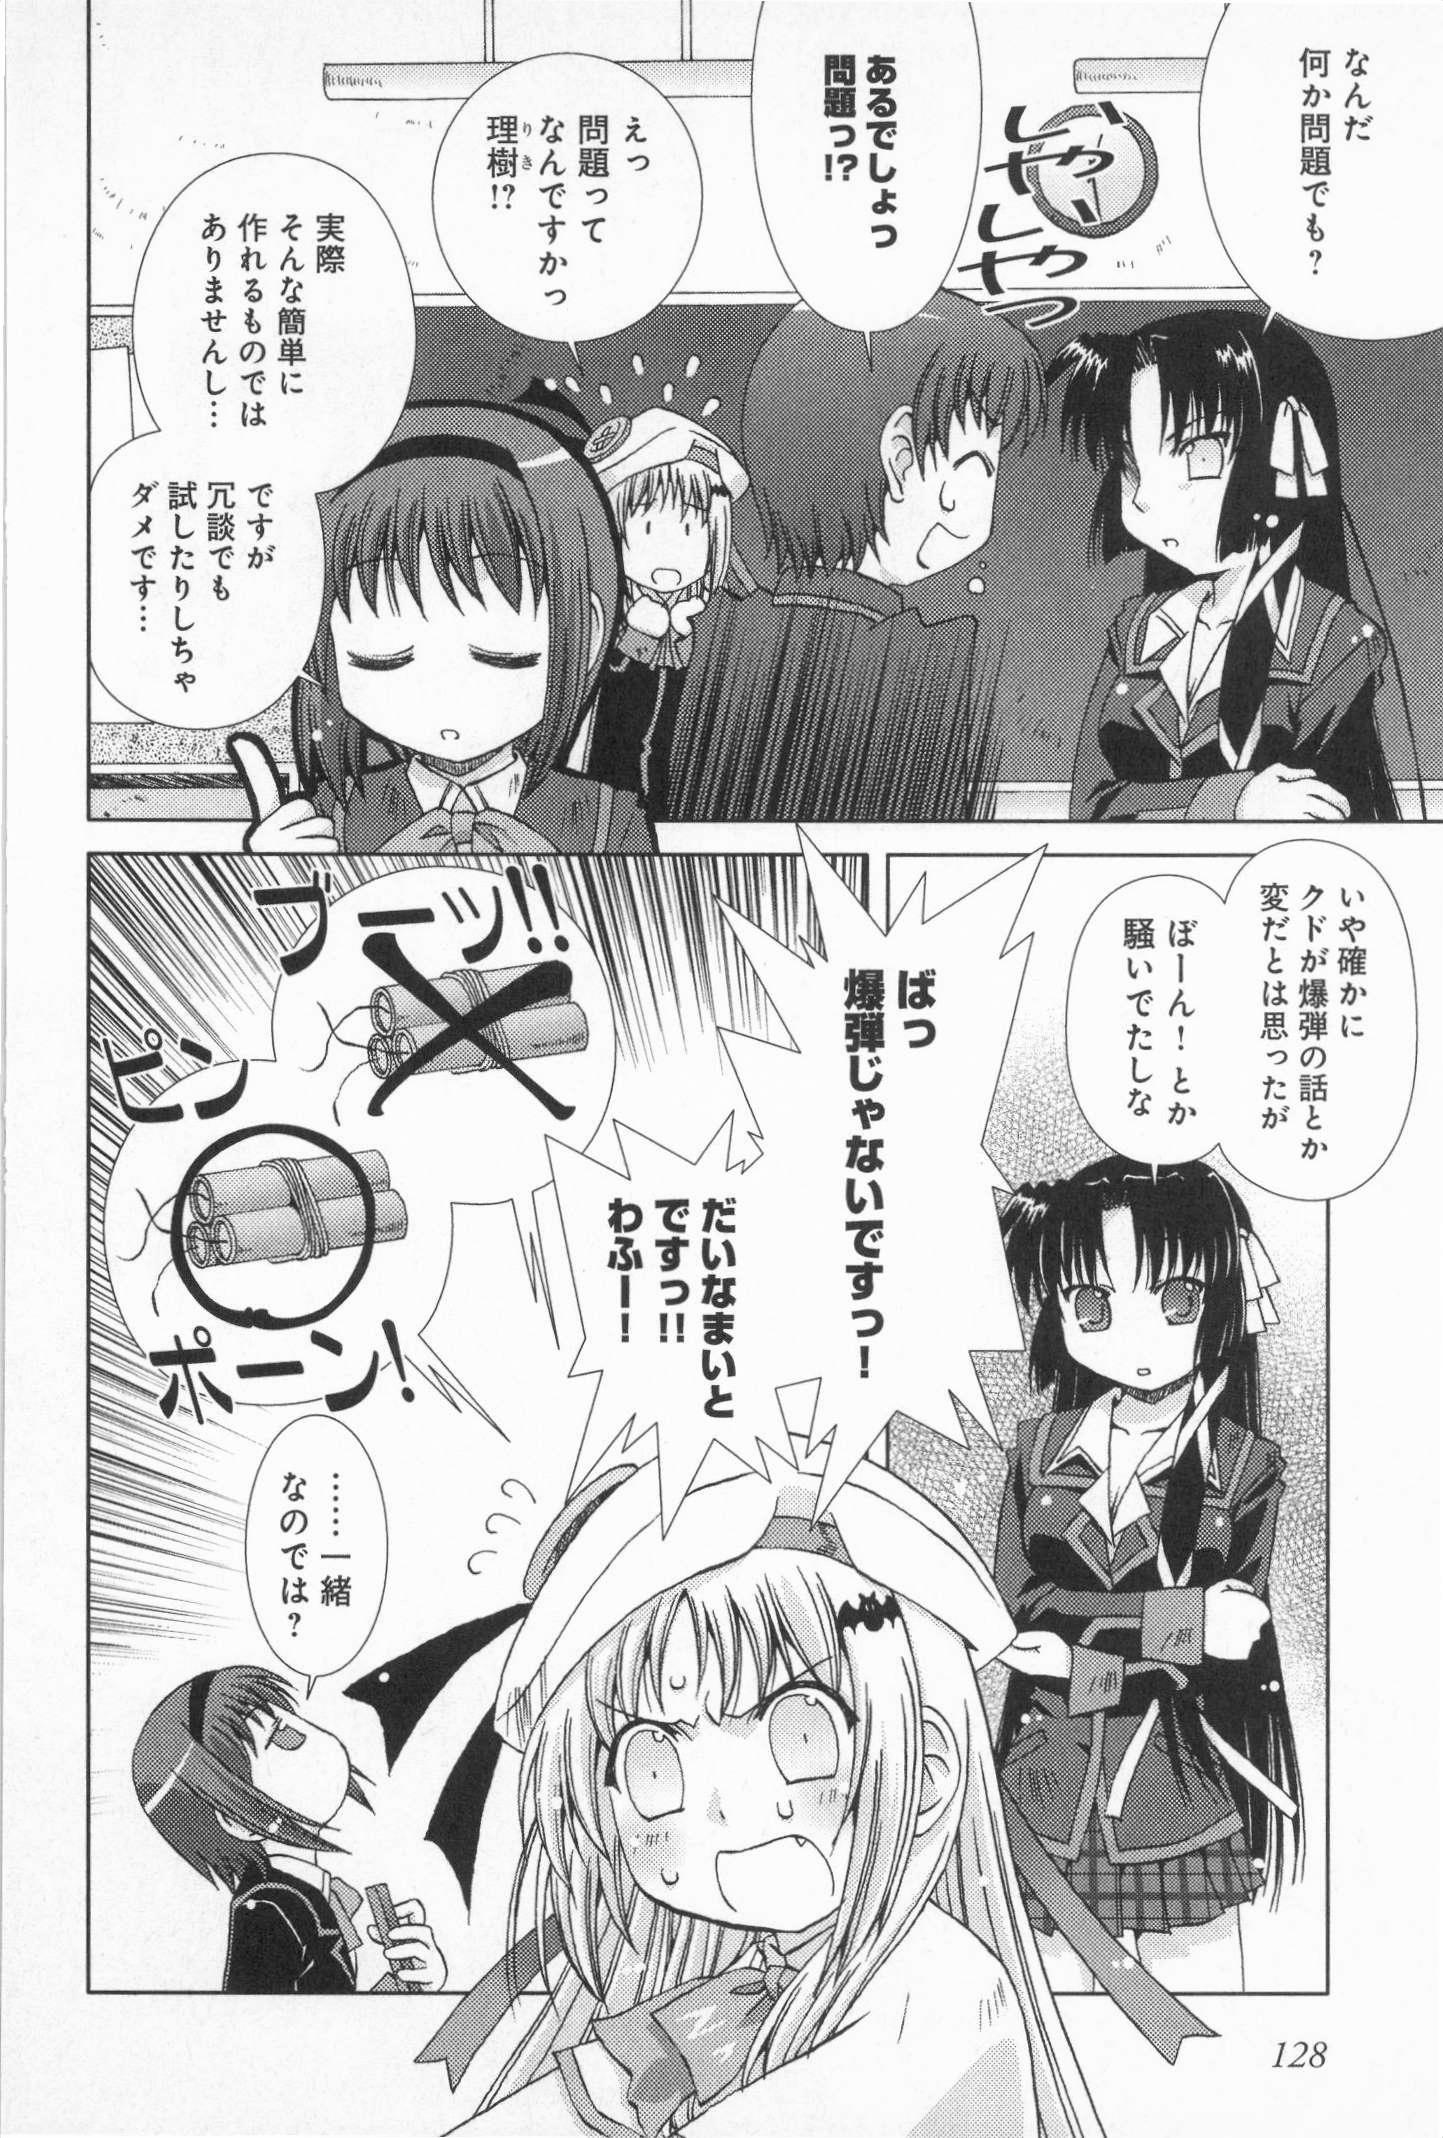 なんだ
何か問題でも?
しゃかっ
しゃかっ
あるでしょっ
問題っ!?
えっ
問題って
なんですかっ
理樹!?
りき
実際
そんな簡単に
作れるものでは
ありませんし…
ですが
冗談でも
試したりしちゃ
ダメです…
いや確かに
クドが爆弾の話とか
変だとは思ったが
ぼーん!とか
騒いでたしな
ばっ
爆弾じゃないですっ!
だいなまいと
ですっ!!
わふー!
ブーッ!!
ピン
ポーン!
……一緒
なのでは?
128